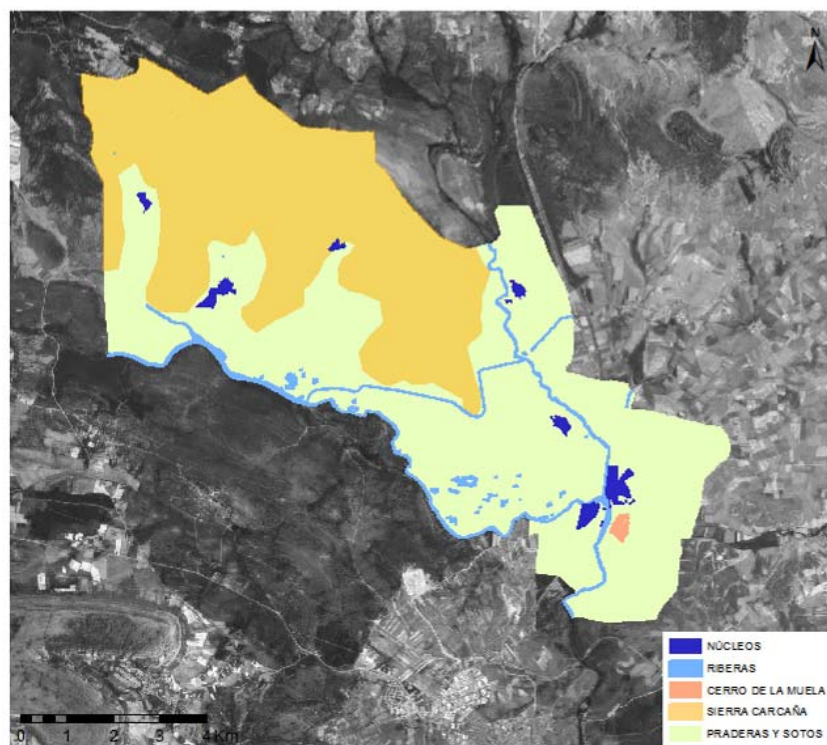 N
NÚCLEOS
RIBERAS
CERRO DE LA MUELA
SIERRA CARCAÑA
PRADERAS Y SOTOS
0 1 2 3 4 Km